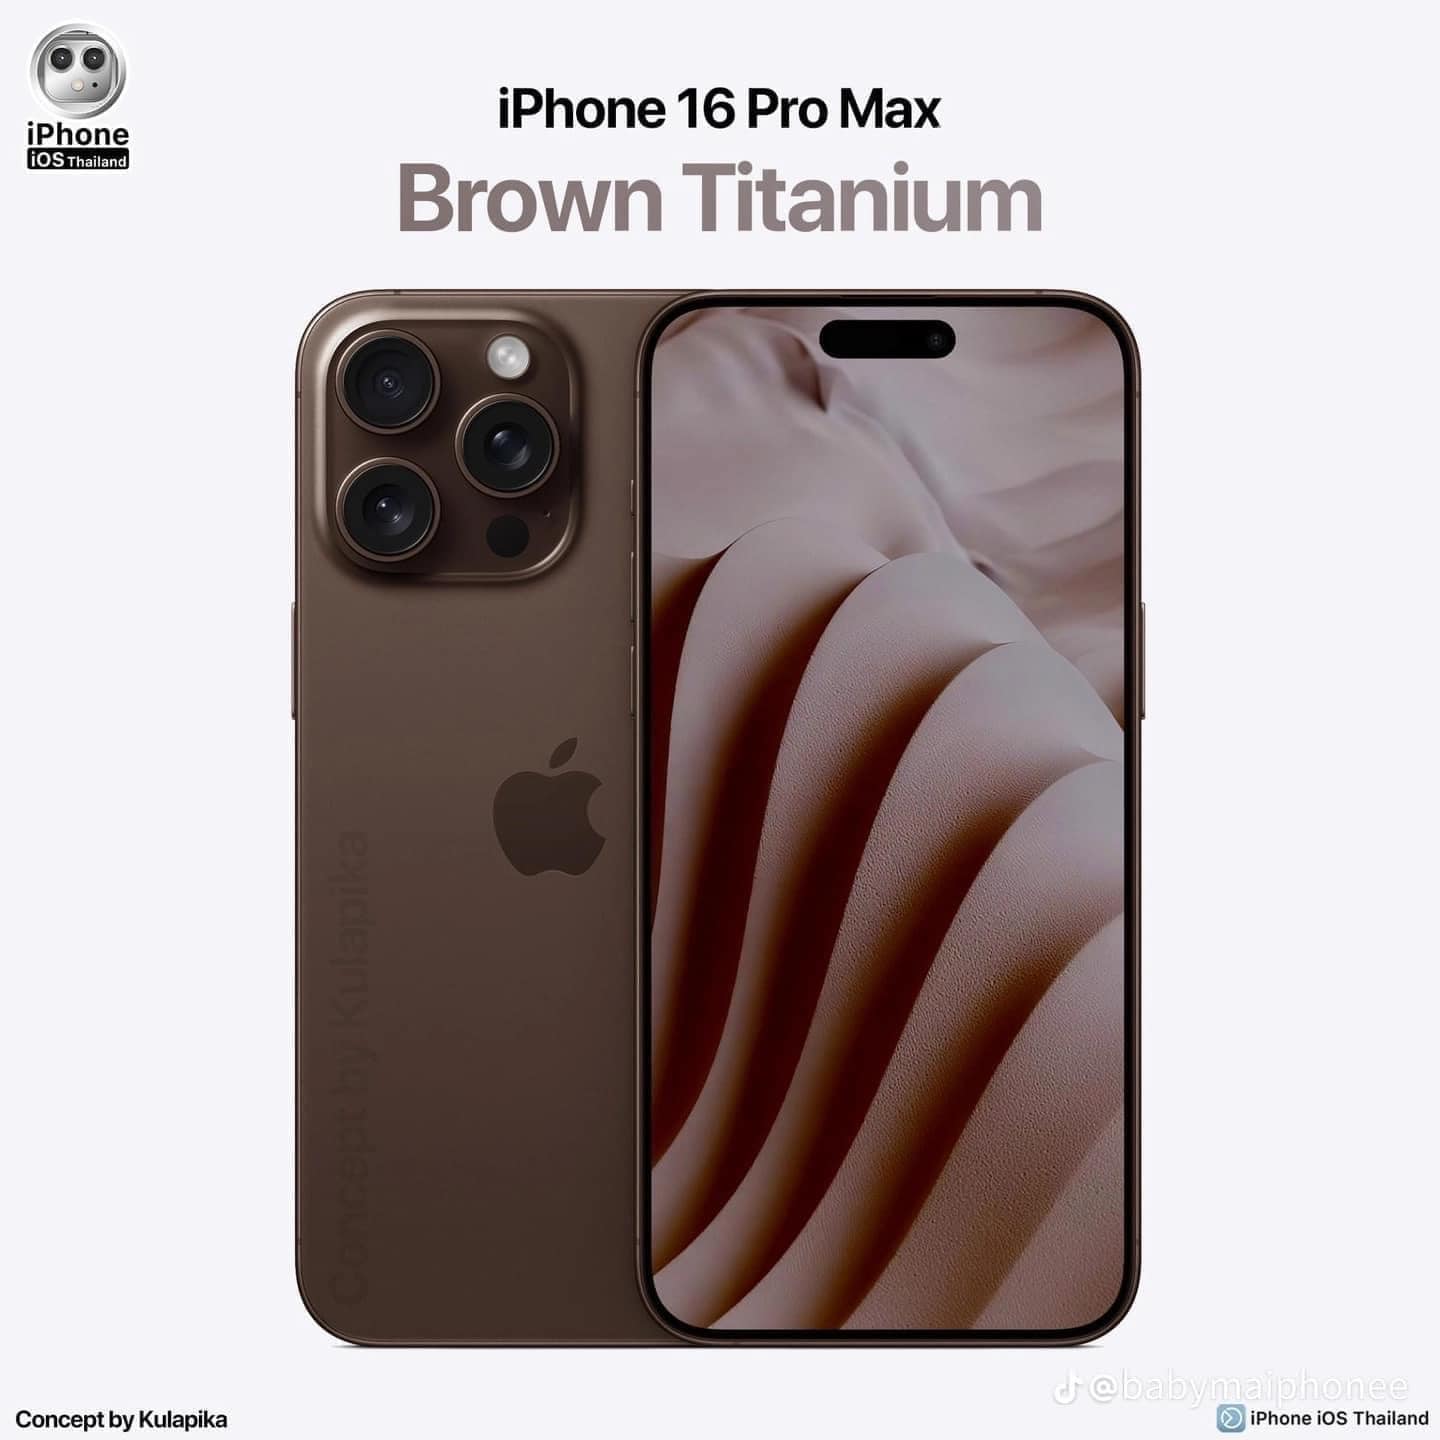 iPhone
iOS Thailand
iPhone 16 Pro Max
Brown Titanium
Concept by Kulapika
@babymaiphonee
Concept by Kulapika
iPhone iOS Thailand